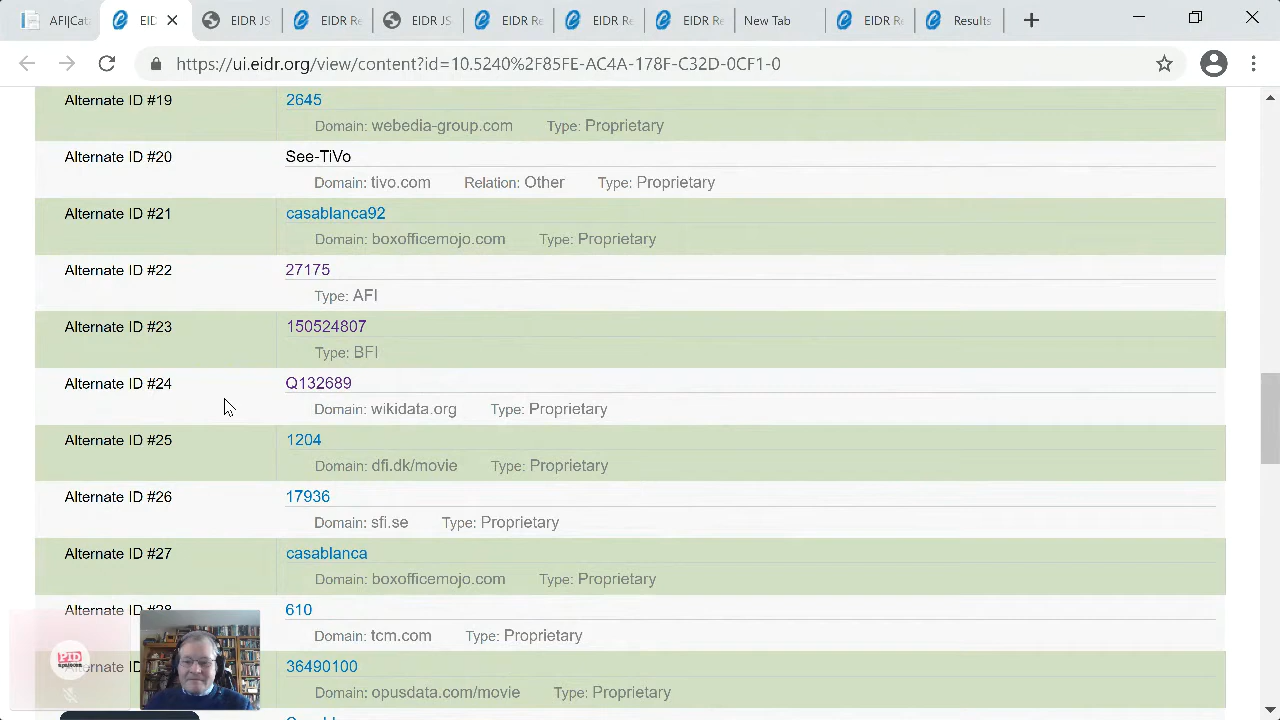 AFI|Cat
EID
EIDR JS
EIDR Re
EIDR JS
EIDR Re
EIDR Re
EIDR R
New Tab
EIDR R
Results
https://ui.eidr.org/view/content?id=10.5240%2F85FE-AC4A-178F-C32D-0CF1-0
Alternate ID #19 2645
Domain: webedia-group.com Type: Proprietary
Alternate ID #20 See-TiVo
Domain: tivo.com Relation: Other Type: Proprietary
Alternate ID #21 casablanca92
Domain: boxofficemojo.com Type: Proprietary
Alternate ID #22 27175
Type: AFI
Alternate ID #23 150524807
Type: BFI
Alternate ID #24 Q132689
Domain: wikidata.org Type: Proprietary
Alternate ID #25 1204
Domain: dfi.dk/movie Type: Proprietary
Alternate ID #26 17936
Domain: sfi.se Type: Proprietary
Alternate ID #27 casablanca
Domain: boxofficemojo.com Type: Proprietary
Alternate ID #28 610
Domain: tcm.com Type: Proprietary
36490100
Domain: opusdata.com/movie Type: Proprietary
PID